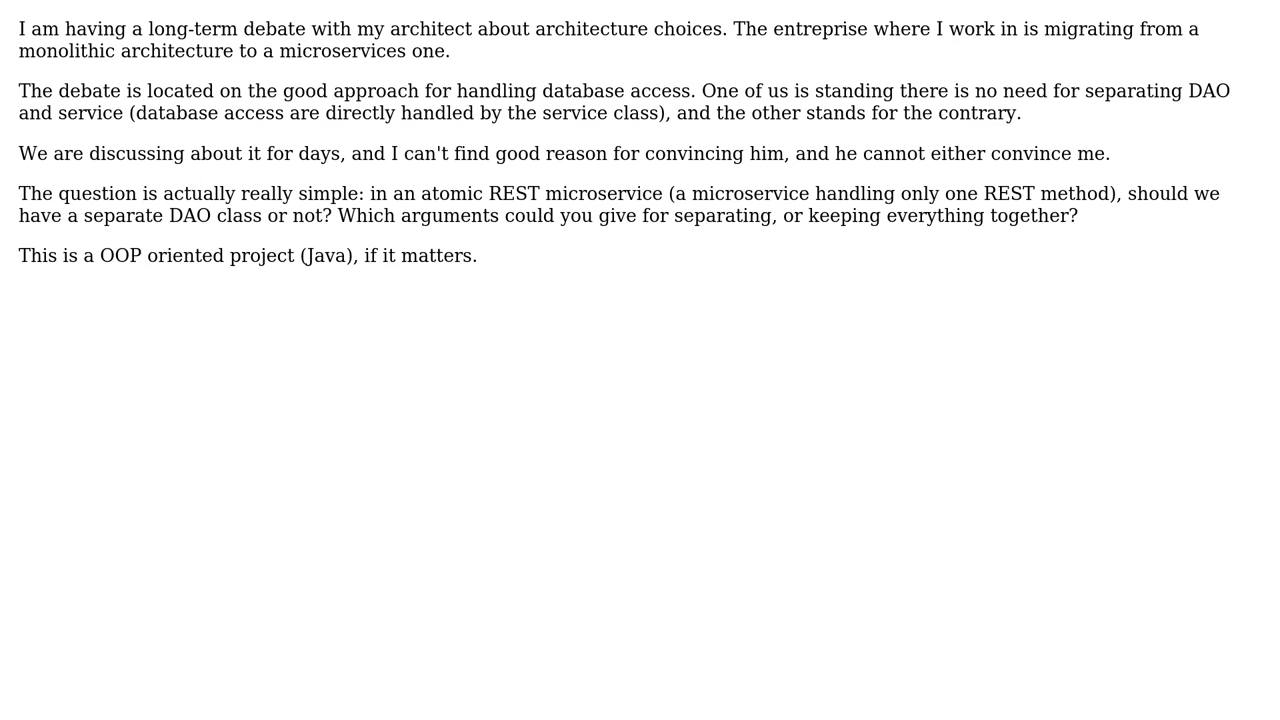 I am having a long-term debate with my architect about architecture choices. The entreprise where I work in is migrating from a
monolithic architecture to a microservices one.
The debate is located on the good approach for handling database access. One of us is standing there is no need for separating DAO
and service (database access are directly handled by the service class), and the other stands for the contrary.
We are discussing about it for days, and I can't find good reason for convincing him, and he cannot either convince me.
The question is actually really simple: in an atomic REST microservice (a microservice handling only one REST method), should we
have a separate DAO class or not? Which arguments could you give for separating, or keeping everything together?
This is a OOP oriented project (Java), if it matters.